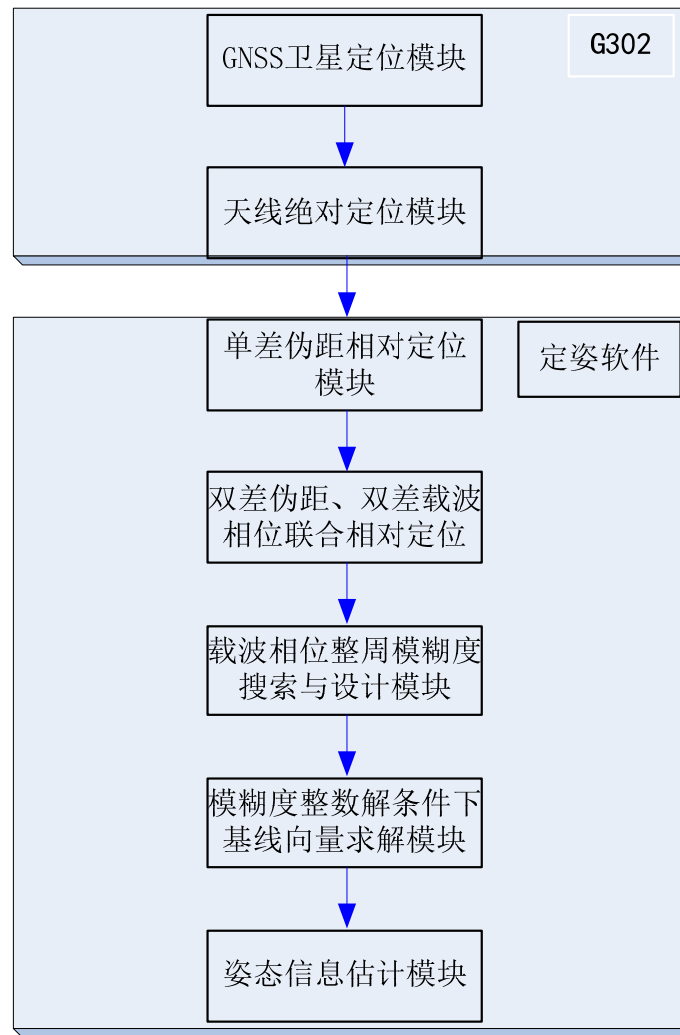 GNSS卫星定位模块
G302
天线绝对定位模块
单差伪距相对定位
模块
定姿软件
双差伪距、双差载波
相位联合相对定位
载波相位整周模糊度
搜索与设计模块
模糊度整数解条件下
基线向量求解模块
姿态信息估计模块